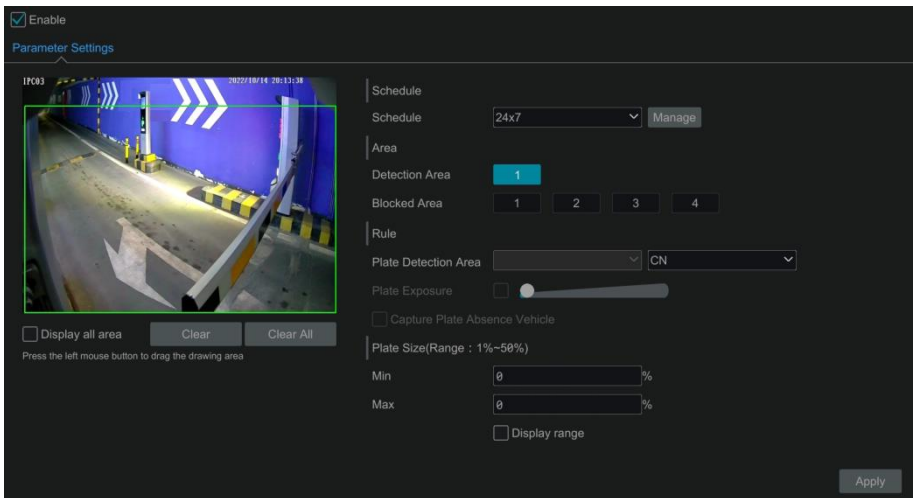 Enable
Parameter Settings
IPC03 2022/10/14 20:13:38
Display all area Clear Clear All
Press the left mouse button to drag the drawing area
Schedule
Schedule 24x7 Manage
Area
Detection Area 1
Blocked Area 1 2 3 4
Rule
Plate Detection Area CN
Plate Exposure
Capture Plate Absence Vehicle
Plate Size(Range : 1%~50%)
Min 0 %
Max 0 %
Display range
Apply